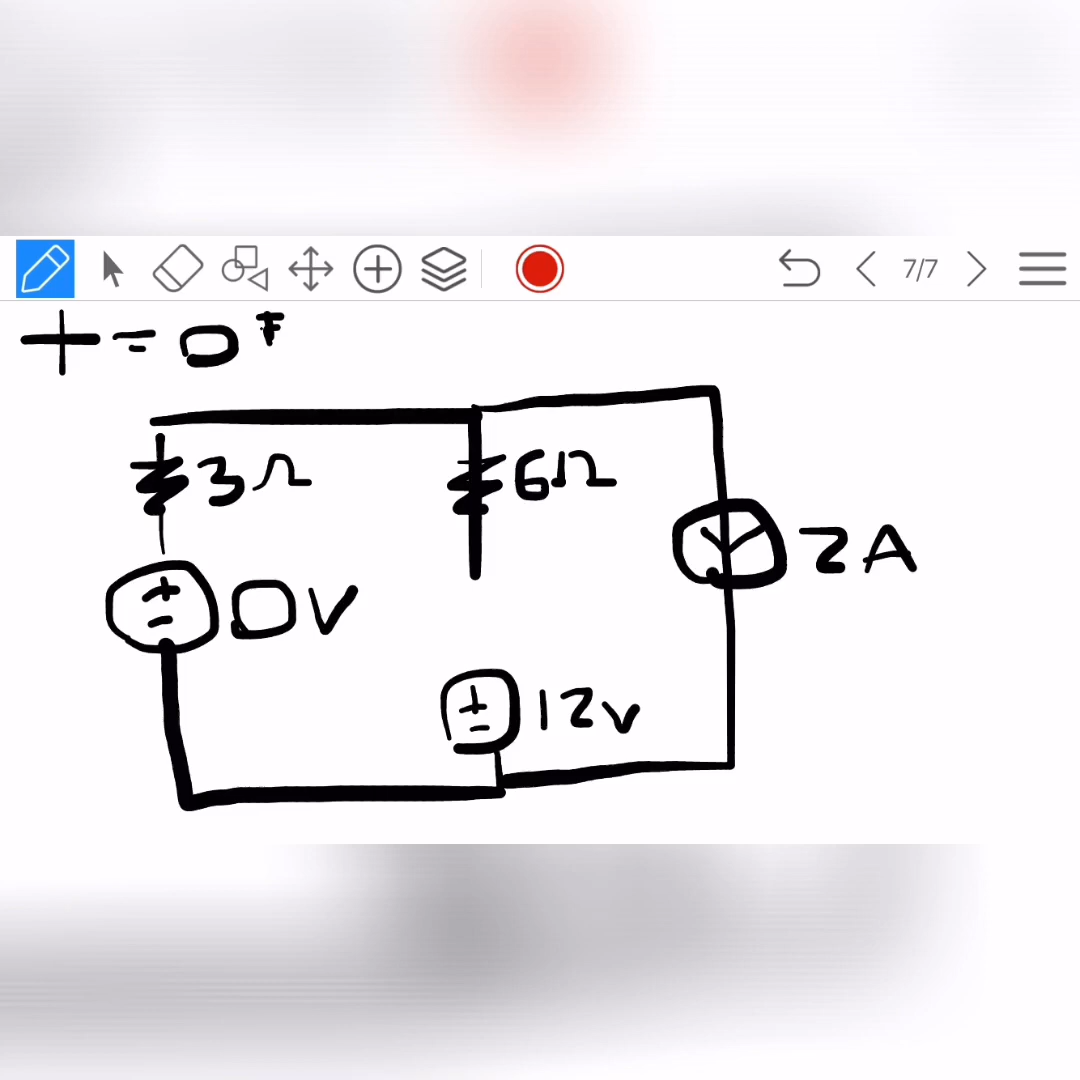 7/7
+=0⁺
3Ω
6Ω
2A
+
=
0V
+
=
12v